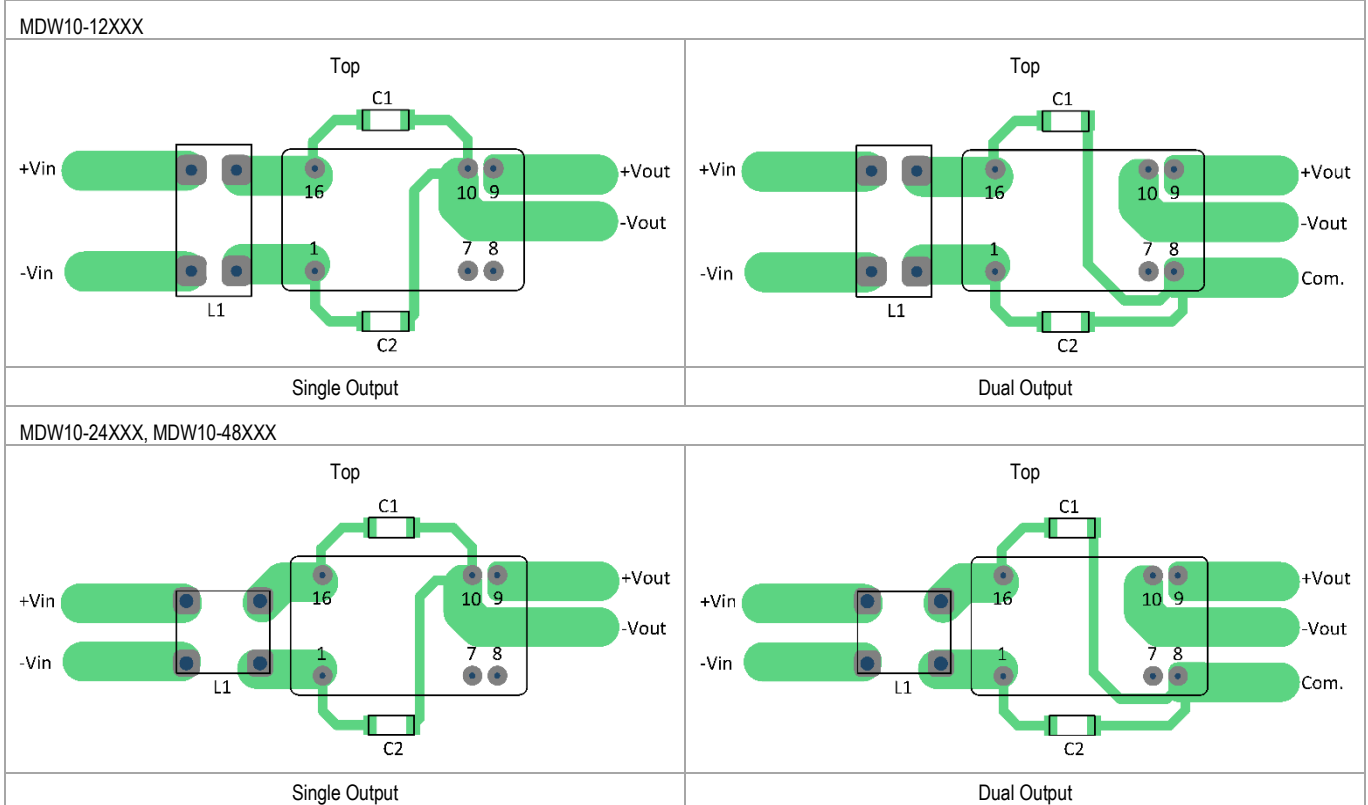 MDW10-12XXX
Top
C1
+Vin
16
10 9
+Vout
-Vout
1
7 8
-Vin
L1
C2
Single Output
Top
C1
+Vin
16
10 9
+Vout
-Vout
1
7 8
-Vin
Com.
L1
C2
Dual Output
MDW10-24XXX, MDW10-48XXX
Top
C1
+Vin
16
10 9
+Vout
-Vout
1
7 8
-Vin
L1
C2
Single Output
Top
C1
+Vin
16
10 9
+Vout
-Vout
1
7 8
-Vin
Com.
L1
C2
Dual Output